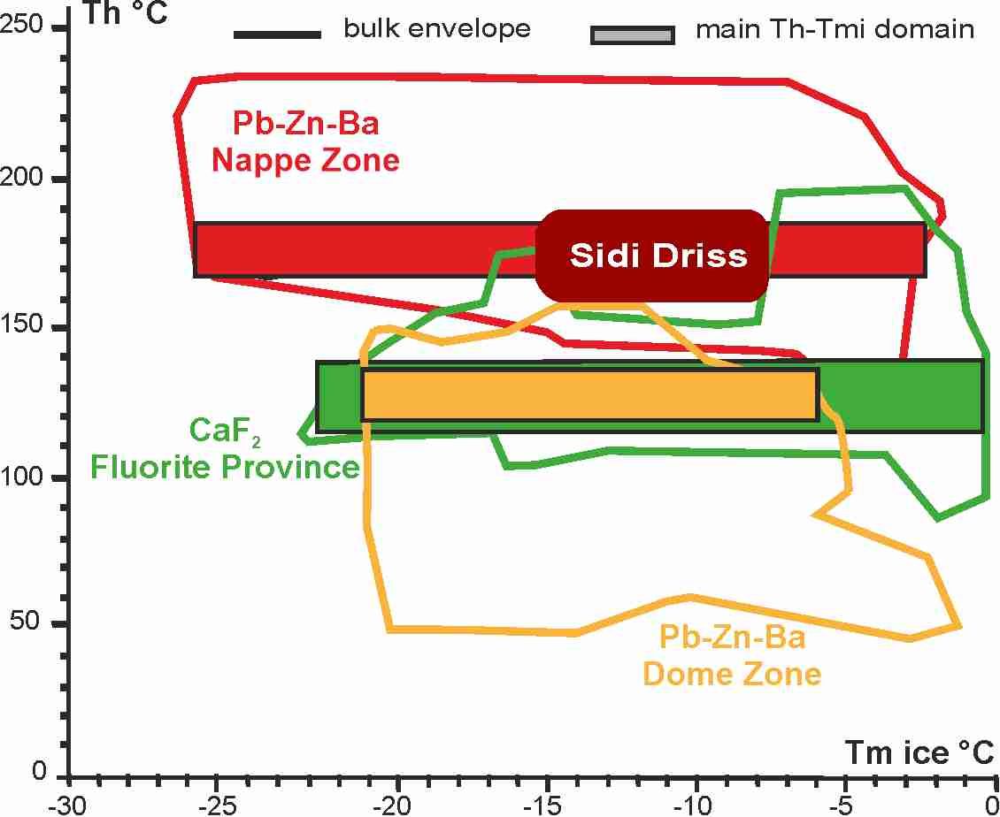 Th °C
bulk envelope
main Th-Tmi domain
250
Pb-Zn-Ba
Nappe Zone
200
Sidi Driss
150
CaF2
Fluorite Province
100
50
Pb-Zn-Ba
Dome Zone
Tm ice °C
0
-30 -25 -20 -15 -10 -5 0